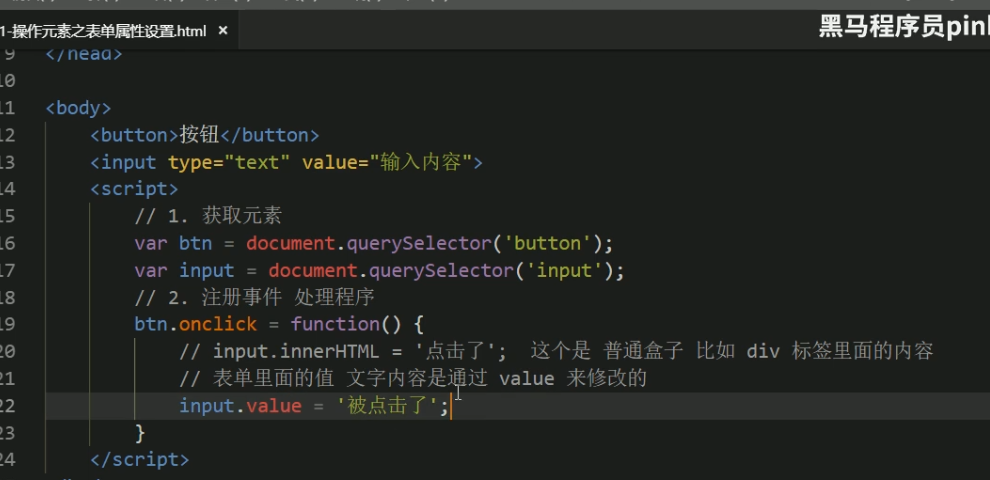 1-操作元素之表单属性设置.html ×
黑马程序员pin
9 </head>
10
11 <body>
12 <button>按钮</button>
13 <input type="text" value="输入内容">
14 <script>
15 // 1. 获取元素
16 var btn = document.querySelector('button');
17 var input = document.querySelector('input');
18 // 2. 注册事件 处理程序
19 btn.onclick = function() {
20 // input.innerHTML = '点击了'; 这个是 普通盒子 比如 div 标签里面的内容
21 // 表单里面的值 文字内容是通过 value 来修改的
22 input.value = '被点击了';
23 }
24 </script>